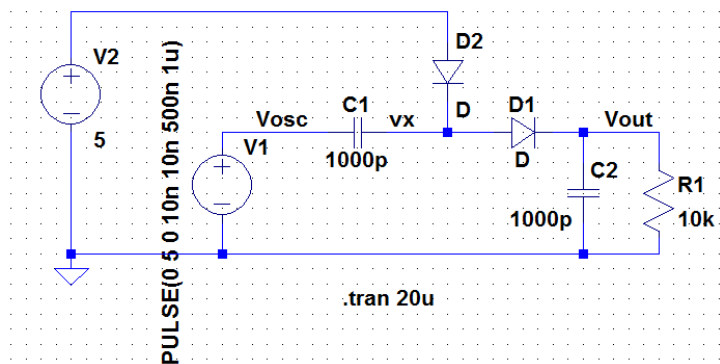 V2
5
PULSE(0 5 0 10n 10n 500n 1u)
Vosc
V1
C1
1000p
vx
D2
D
D1
D
Vout
C2
1000p
R1
10k
.tran 20u